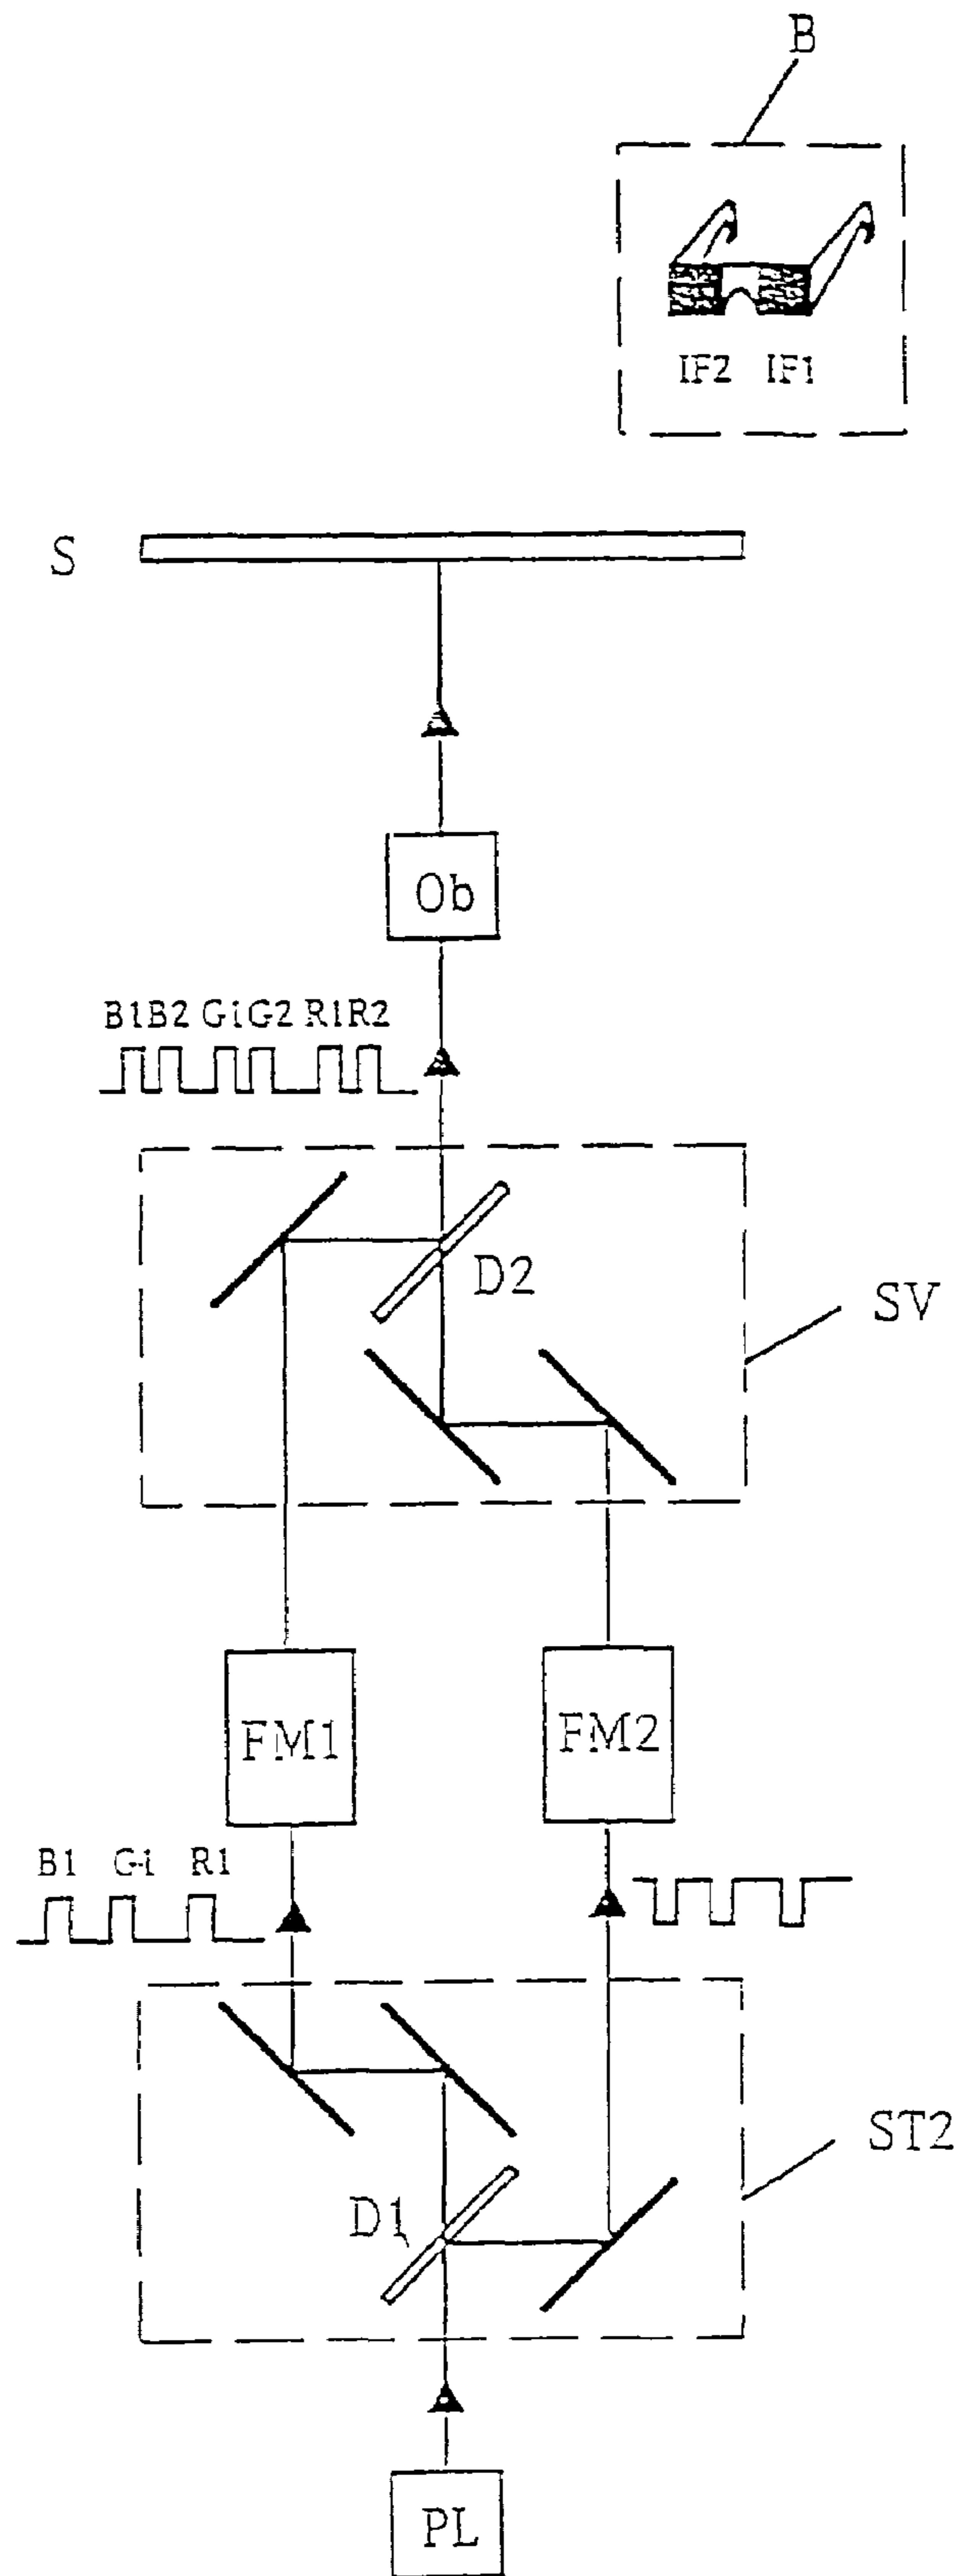 B
IF2 IF1
S
Ob
B1B2 G1G2 R1R2
D2
SV
FM1
FM2
B1 G1 R1
ST2
D1
PL